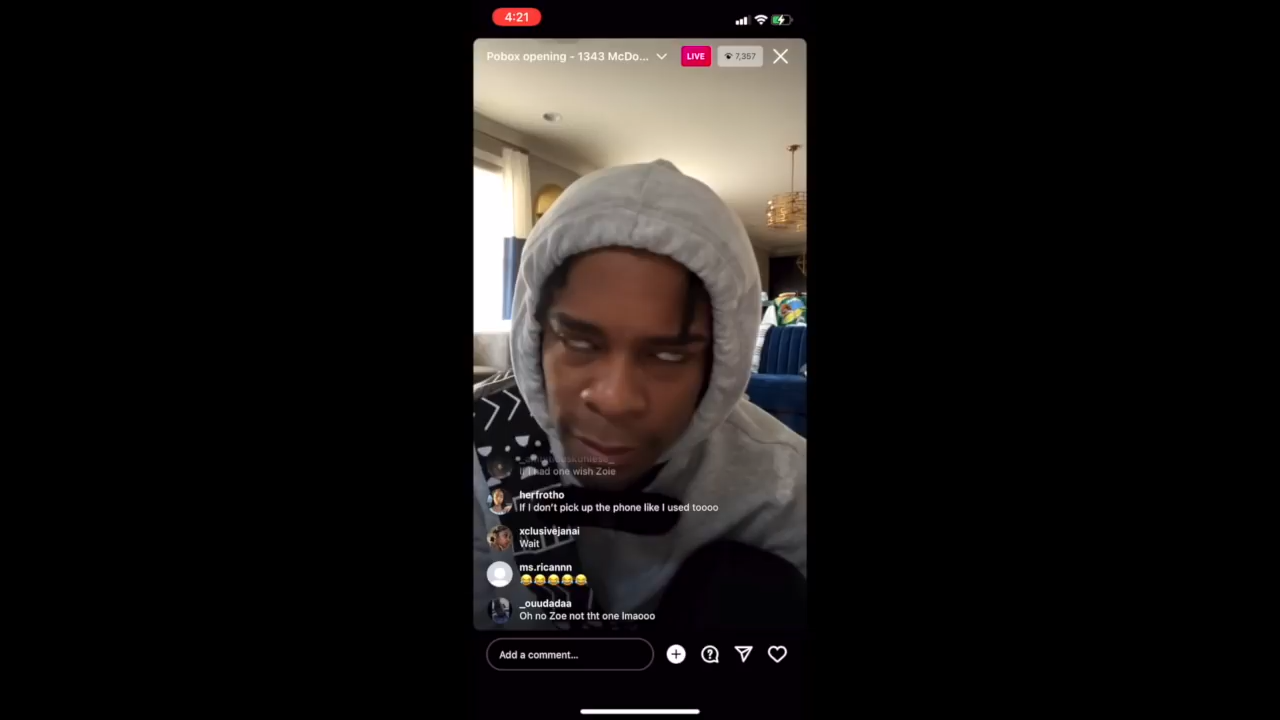 4:21
Pobox opening - 1343 McDo...
LIVE
7,357
If I had one wish Zoie
herfrotho
If I don't pick up the phone like I used toooo
xclusivejanai
Wait
ms.ricannn
😂😂😂😂😂
_ouudadaa
Oh no Zoe not tht one lmaooo
Add a comment...